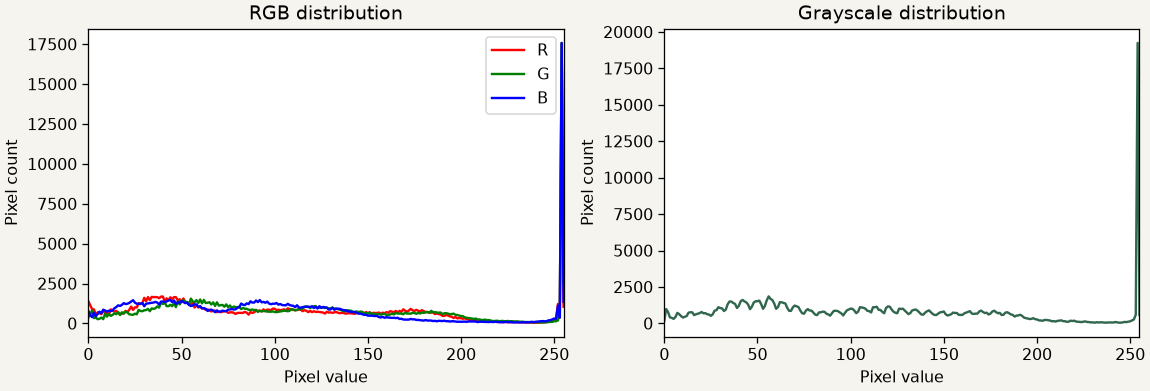 RGB distribution
17500
15000
12500
10000
7500
5000
2500
0
Pixel count
0 50 100 150 200 250
Pixel value
R
G
B
Grayscale distribution
20000
17500
15000
12500
10000
7500
5000
2500
0
Pixel count
0 50 100 150 200 250
Pixel value